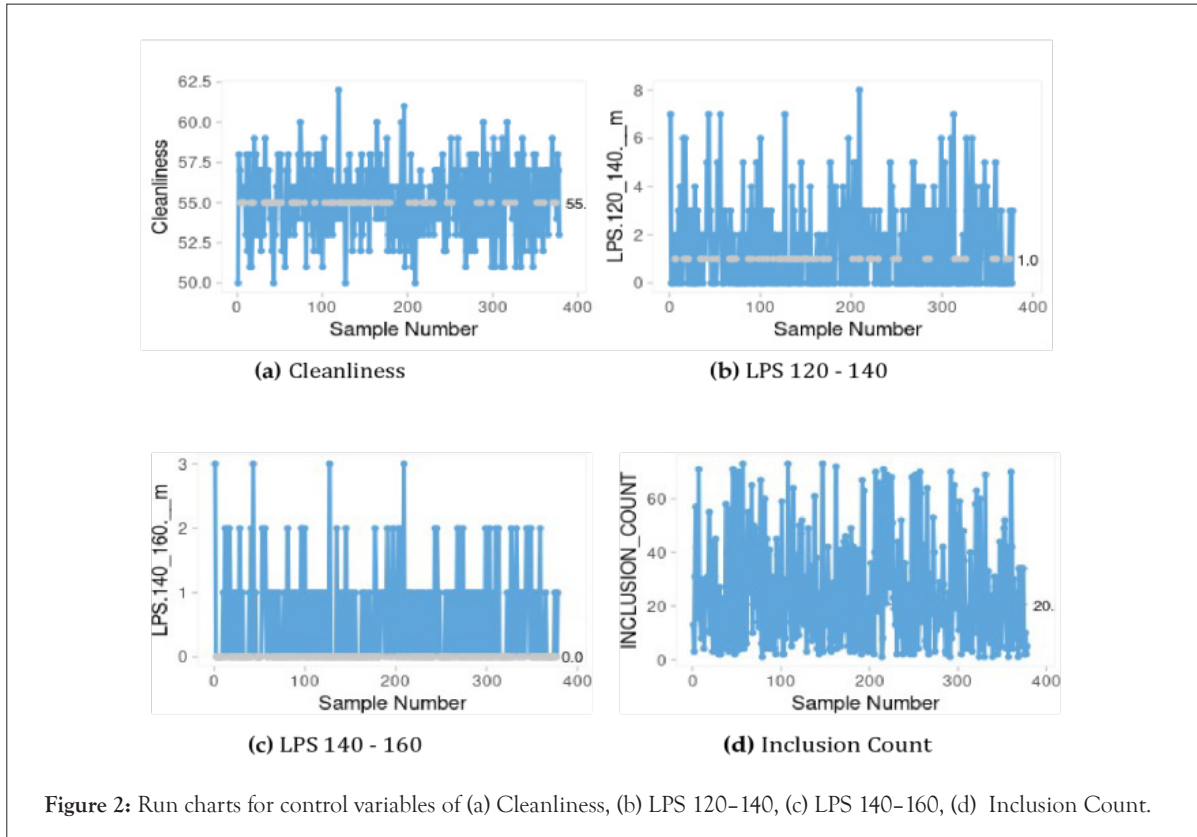 62.5
60.0
57.5
55.0
52.5
50.0
Cleanliness
55.
0 100 200 300 400
Sample Number
(a) Cleanliness
8
6
4
2
0
LPS.120_140.__m
1.0
0 100 200 300 400
Sample Number
(b) LPS 120 - 140
3
2
1
0
LPS.140_160.__m
0.0
0 100 200 300 400
Sample Number
(c) LPS 140 - 160
60
40
20
0
INCLUSION_COUNT
20.
0 100 200 300 400
Sample Number
(d) Inclusion Count
Figure 2: Run charts for control variables of (a) Cleanliness, (b) LPS 120–140, (c) LPS 140–160, (d) Inclusion Count.